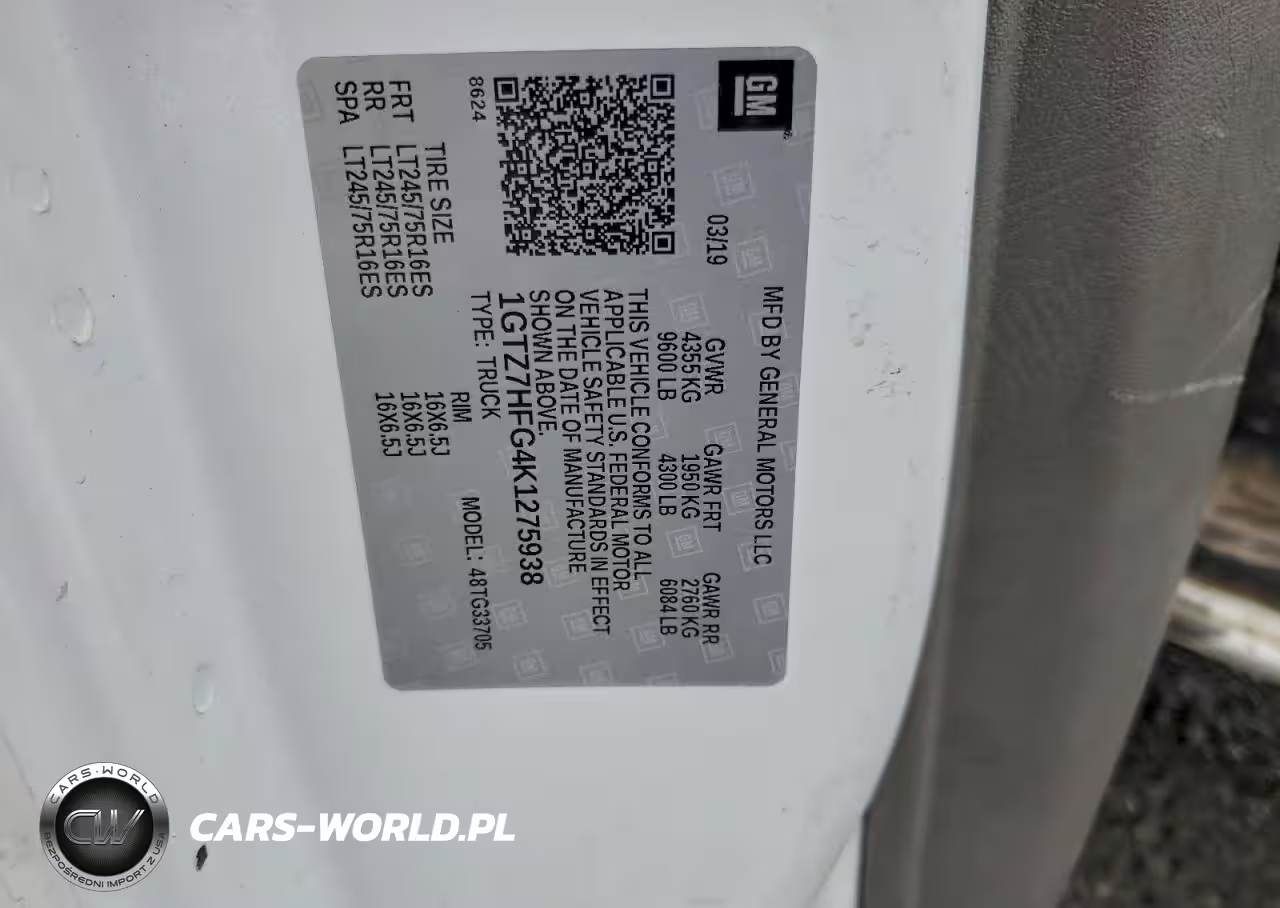 GM
MFD BY GENERAL MOTORS LLC
03/19
GVWR GAWR FRT GAWR RR
4355 KG 1950 KG 2760 KG
9600 LB 4300 LB 6084 LB
THIS VEHICLE CONFORMS TO ALL
APPLICABLE U.S. FEDERAL MOTOR
VEHICLE SAFETY STANDARDS IN EFFECT
ON THE DATE OF MANUFACTURE
SHOWN ABOVE.
1GTZ7HFG4K1275938
8624
TYPE: TRUCK MODEL: 48TG33705
TIRE SIZE RIM
FRT LT245/75R16ES 16X6.5J
RR LT245/75R16ES 16X6.5J
SPA LT245/75R16ES 16X6.5J
CARS-WORLD
CW
BEZPOŚREDNI IMPORT Z USA
CARS-WORLD.PL